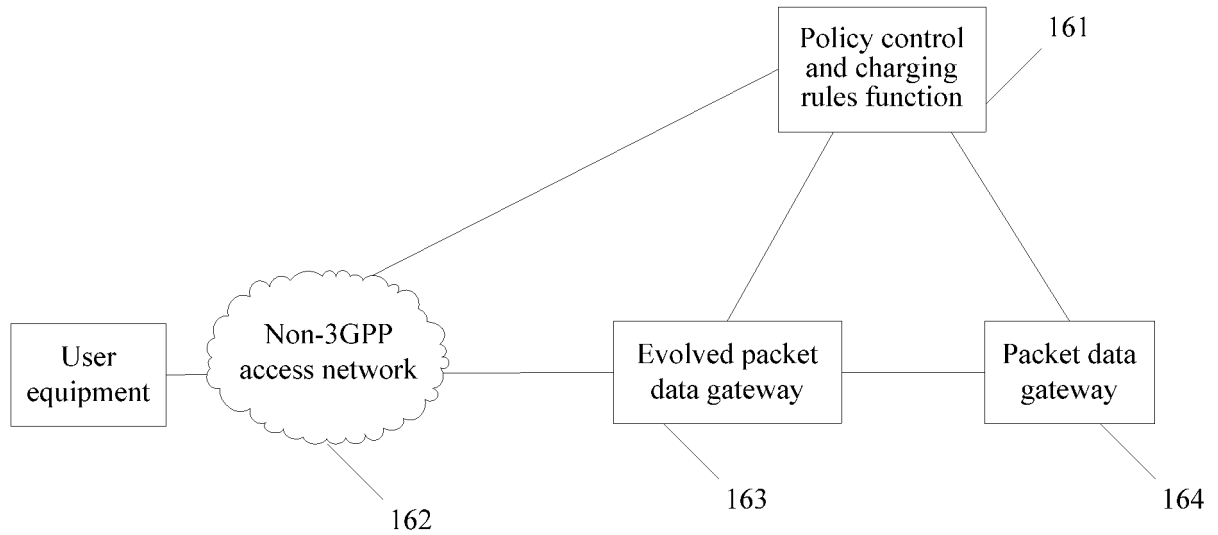 Policy control
and charging
rules function
161
Non-3GPP
access network
User
equipment
Evolved packet
data gateway
Packet data
gateway
162
163
164